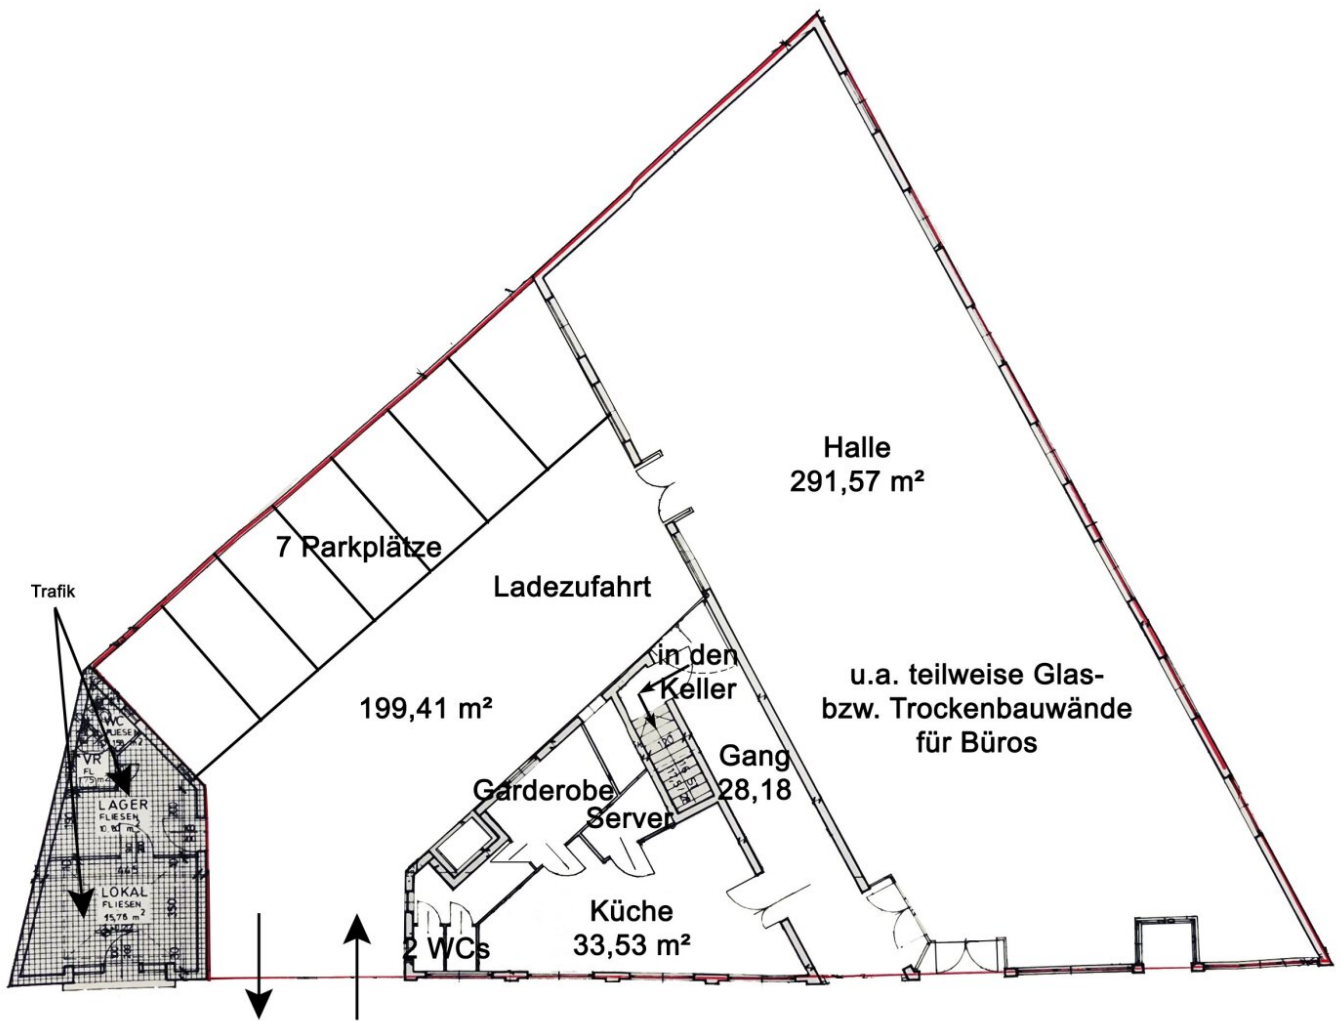 Halle
291,57 m²
7 Parkplätze
Ladezufahrt
Trafik
in den
Keller
u.a. teilweise Glas-
bzw. Trockenbauwände
für Büros
199,41 m²
WC
VR
FL
Gang
28,18
Garderobe
Server
LAGER
FLIESEN
LOKAL
FLIESEN
15,76 m²
Küche
33,53 m²
2 WCs